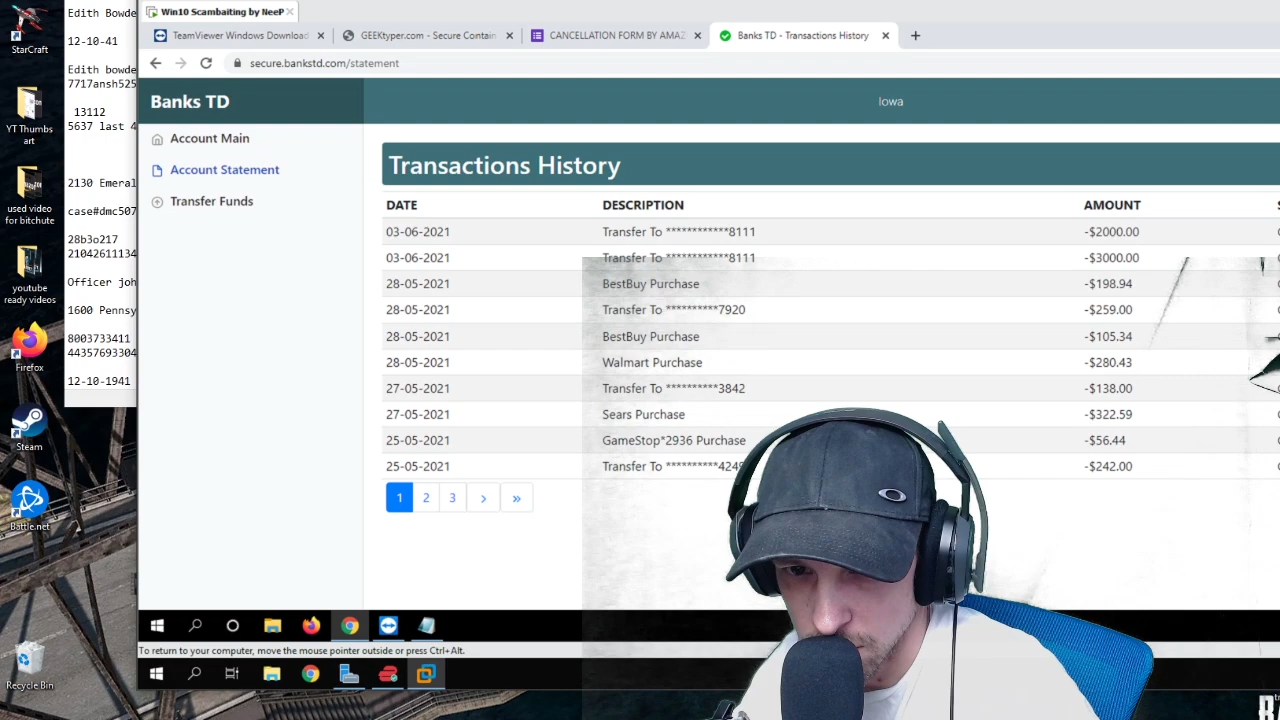 StarCraft
YT Thumbs
art
used video
for bitchute
youtube
ready videos
Firefox
Steam
Battle.net
Recycle Bin
Edith Bowde
12-10-41
Edith bowde
7717ansh525
13112
5637 last 4
2130 Emeral
case#dmc507
28b3o217
21042611134
Officer joh
1600 Pennsy
8003733411
44357693304
12-10-1941
Win10 Scambaiting by NeeP
TeamViewer Windows Download
GEEKtyper.com - Secure Contain
CANCELLATION FORM BY AMAZ
Banks TD - Transactions History
secure.bankstd.com/statement
Banks TD
Iowa
Account Main
Account Statement
Transfer Funds
Transactions History
DATE DESCRIPTION AMOUNT
03-06-2021 Transfer To ************8111 -$2000.00
03-06-2021 Transfer To ************8111 -$3000.00
28-05-2021 BestBuy Purchase -$198.94
28-05-2021 Transfer To **********7920 -$259.00
28-05-2021 BestBuy Purchase -$105.34
28-05-2021 Walmart Purchase -$280.43
27-05-2021 Transfer To **********3842 -$138.00
27-05-2021 Sears Purchase -$322.59
25-05-2021 GameStop*2936 Purchase -$56.44
25-05-2021 Transfer To **********424 -$242.00
1 2 3 › »
To return to your computer, move the mouse pointer outside or press Ctrl+Alt.